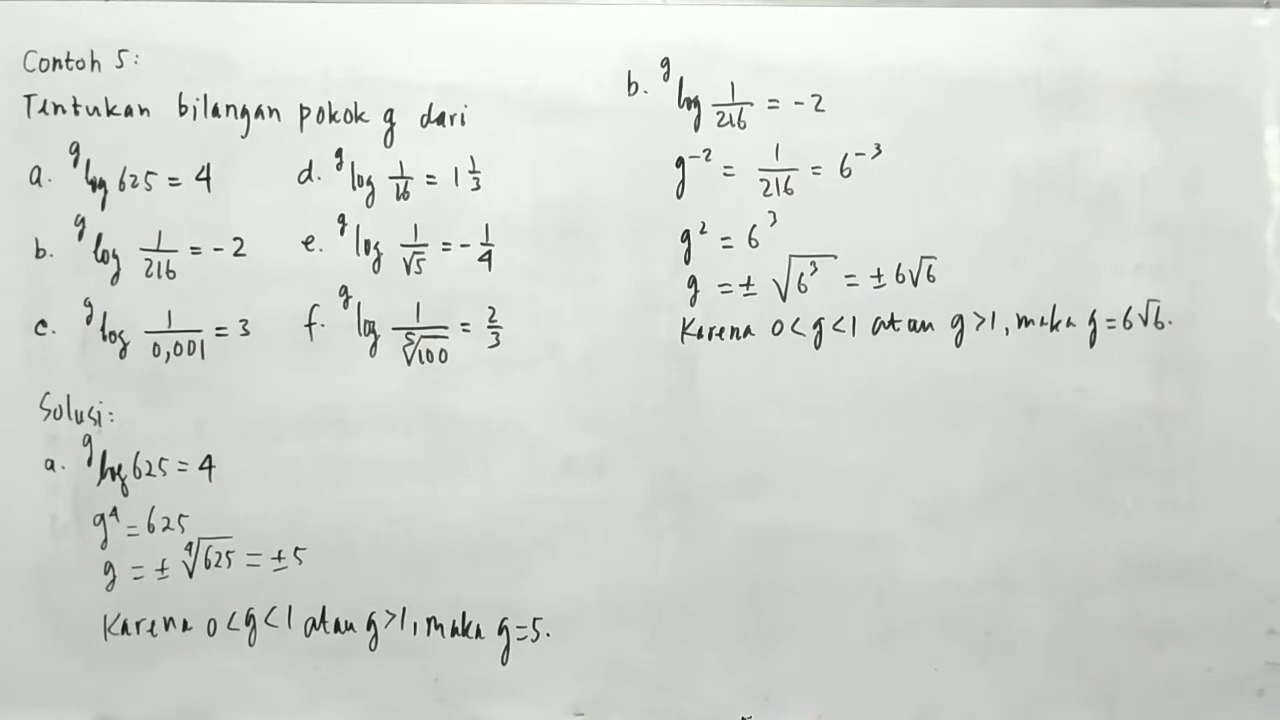 Contoh 5:
Tentukan bilangan pokok g dari
a. ᵍlog 625 = 4
b. ᵍlog 1/216 = -2
c. ᵍlog 1/0,001 = 3
d. ᵍlog 1/16 = 1 1/3
e. ᵍlog 1/√5 = -1/4
f. ᵍlog 1/⁵√100 = 2/3
Solusi:
a. ᵍlog 625 = 4
g⁴ = 625
g = ± ⁴√625 = ± 5
Karena 0 < g < 1 atau g > 1, maka g = 5.
b. ᵍlog 1/216 = -2
g⁻² = 1/216 = 6⁻³
g² = 6³
g = ± √6³ = ± 6√6
Karena 0 < g < 1 atau g > 1, maka g = 6√6.